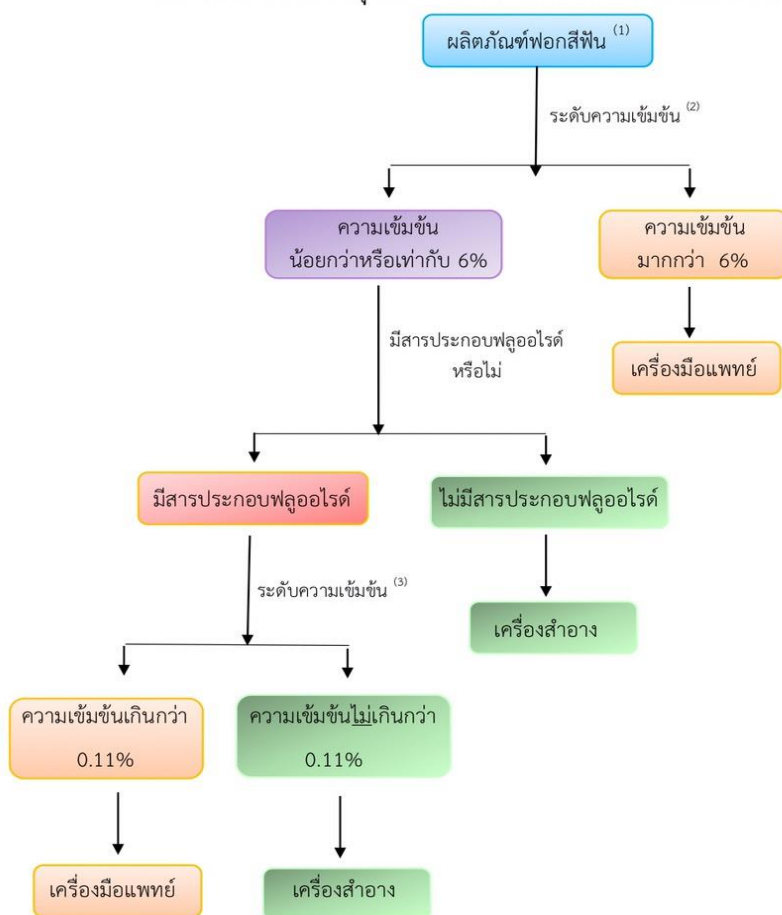 ผลิตภัณฑ์ฟอกสีฟัน (1)
ระดับความเข้มข้น (2)
ความเข้มข้น
น้อยกว่าหรือเท่ากับ 6%
ความเข้มข้น
มากกว่า 6%
มีสารประกอบฟลูออไรด์
หรือไม่
เครื่องมือแพทย์
มีสารประกอบฟลูออไรด์
ไม่มีสารประกอบฟลูออไรด์
ระดับความเข้มข้น (3)
เครื่องสำอาง
ความเข้มข้นเกินกว่า
0.11%
ความเข้มข้นไม่เกินกว่า
0.11%
เครื่องมือแพทย์
เครื่องสำอาง